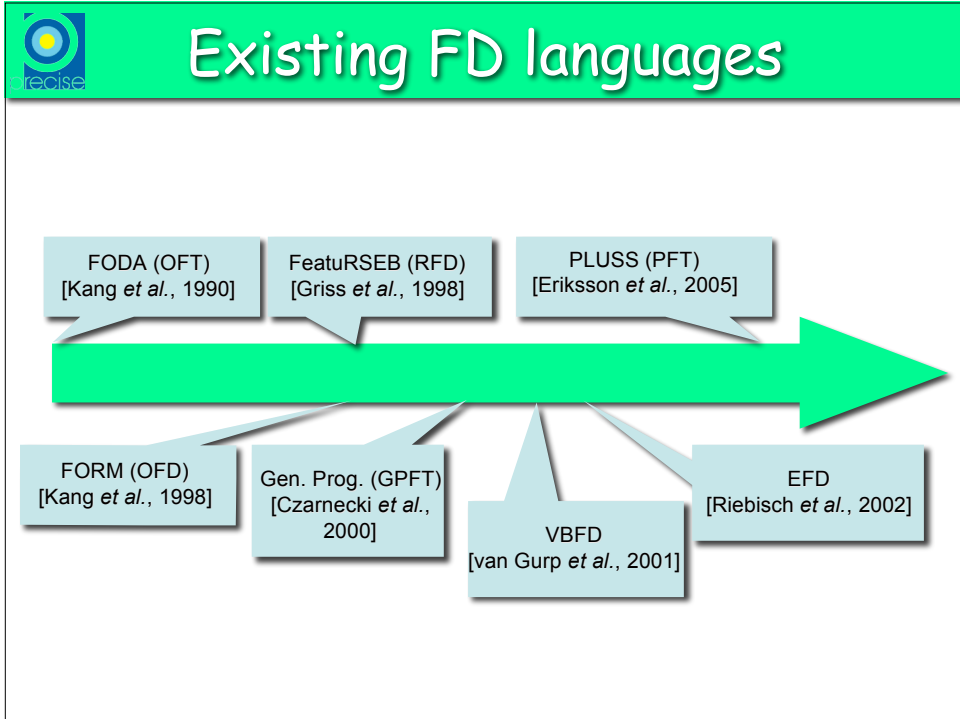 precise
Existing FD languages
FODA (OFT)
[Kang et al., 1990]
FeatuRSEB (RFD)
[Griss et al., 1998]
PLUSS (PFT)
[Eriksson et al., 2005]
FORM (OFD)
[Kang et al., 1998]
Gen. Prog. (GPFT)
[Czarnecki et al.,
2000]
VBFD
[van Gurp et al., 2001]
EFD
[Riebisch et al., 2002]